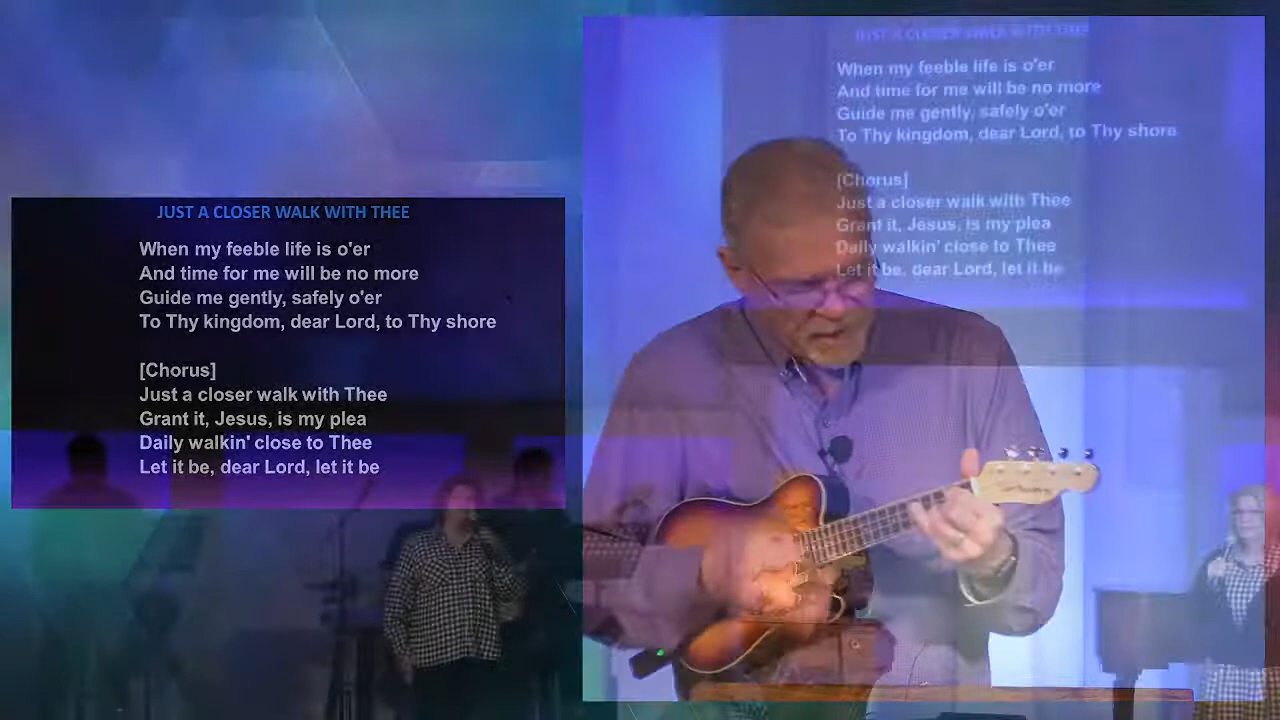 JUST A CLOSER WALK WITH THEE
When my feeble life is o'er
And time for me will be no more
Guide me gently, safely o'er
To Thy kingdom, dear Lord, to Thy shore
[Chorus]
Just a closer walk with Thee
Grant it, Jesus, is my plea
Daily walkin' close to Thee
Let it be, dear Lord, let it be
JUST A CLOSER WALK WITH THEE
When my feeble life is o'er
And time for me will be no more
Guide me gently, safely o'er
To Thy kingdom, dear Lord, to Thy shore
[Chorus]
Just a closer walk with Thee
Grant it, Jesus, is my plea
Daily walkin' close to Thee
Let it be, dear Lord, let it be